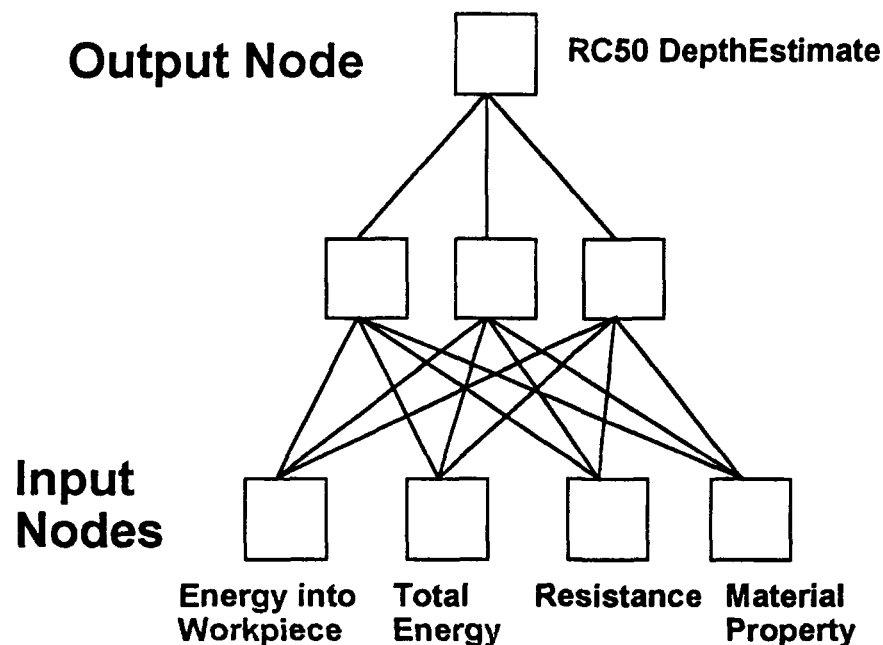 Output Node
RC50 DepthEstimate
Input
Nodes
Energy into
Workpiece
Total
Energy
Resistance
Material
Property